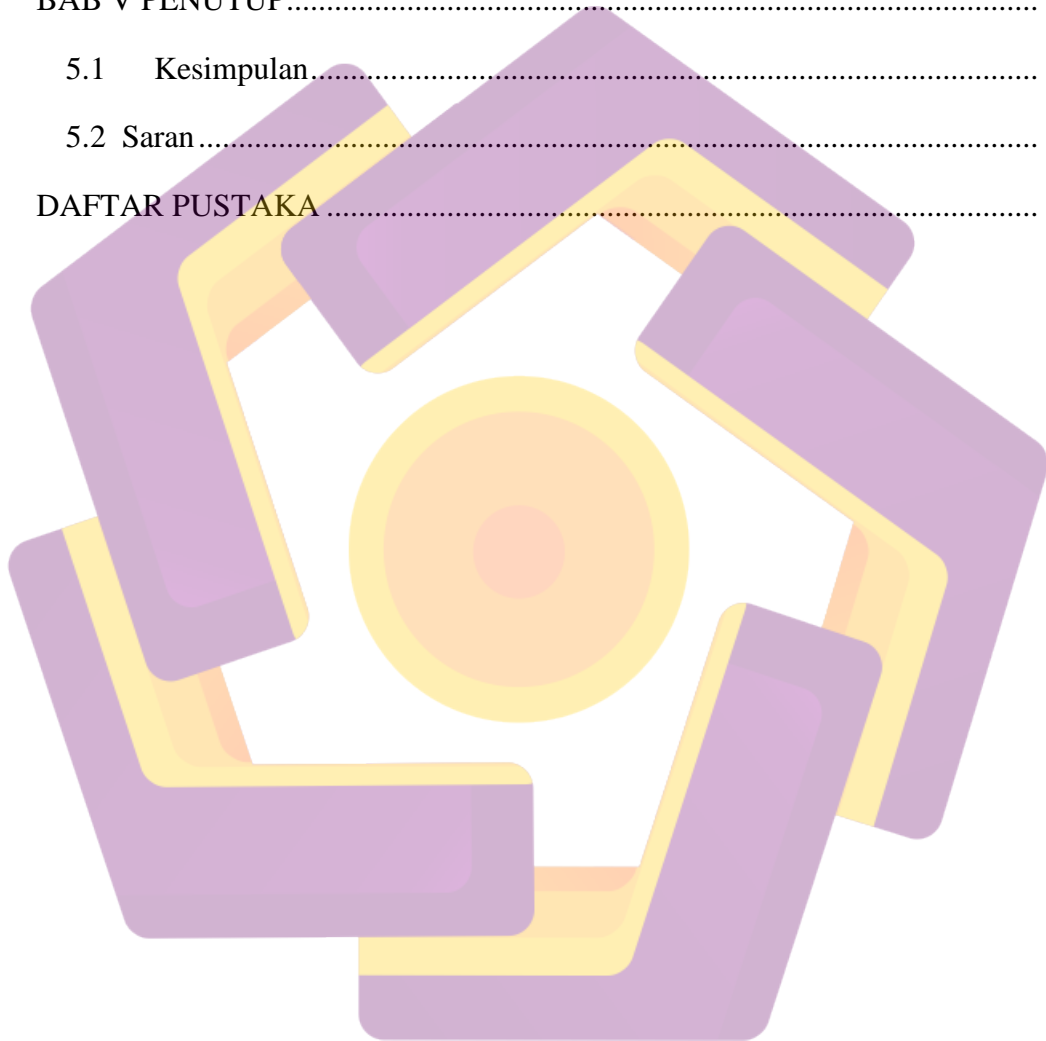 BAB V PENUTUP..........................................................................................
5.1 Kesimpulan..........................................................................................
5.2 Saran..........................................................................................
DAFTAR PUSTAKA..........................................................................................